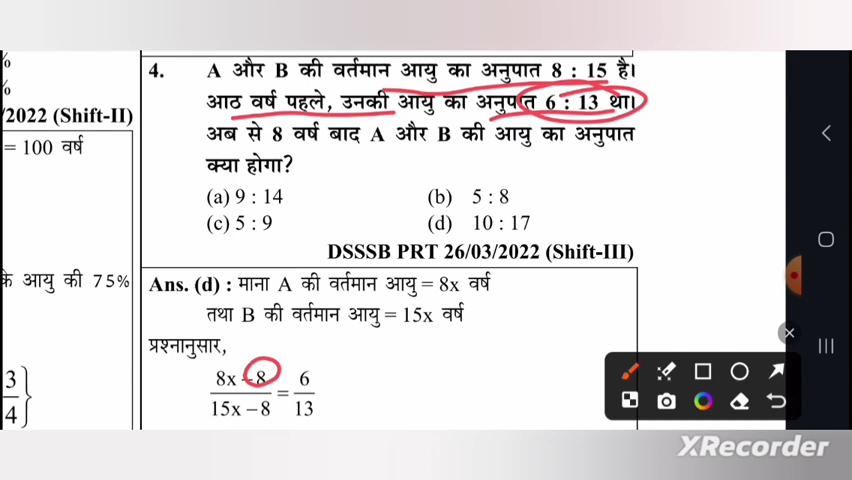 %
%
/2022 (Shift-II)
= 100 वर्ष
के आयु की 75%
3
4
4. A और B की वर्तमान आयु का अनुपात 8 : 15 है।
आठ वर्ष पहले, उनकी आयु का अनुपात 6 : 13 था।
अब से 8 वर्ष बाद A और B की आयु का अनुपात
क्या होगा?
(a) 9 : 14 (b) 5 : 8
(c) 5 : 9 (d) 10 : 17
DSSSB PRT 26/03/2022 (Shift-III)
Ans. (d) : माना A की वर्तमान आयु = 8x वर्ष
तथा B की वर्तमान आयु = 15x वर्ष
प्रश्नानुसार,
8x – 8 6
= 
15x – 8 13
XRecorder